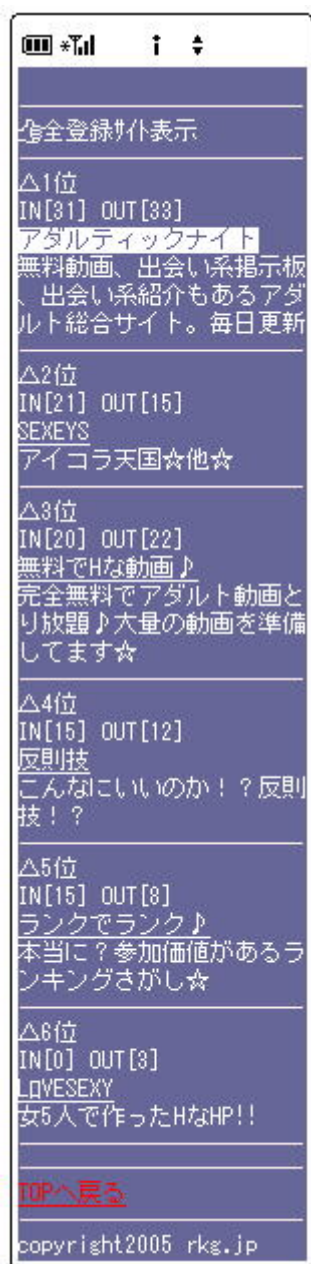 全登録ｻｲﾄ表示
△1位
IN[31] OUT[33]
アダルティックナイト
無料動画、出会い系掲示板
、出会い系紹介もあるアダ
ルト総合サイト。毎日更新
△2位
IN[21] OUT[15]
SEXEYS
アイコラ天国☆他☆
△3位
IN[20] OUT[22]
無料でHな動画♪
完全無料でアダルト動画と
り放題♪大量の動画を準備
してます☆
△4位
IN[15] OUT[12]
反則技
こんなにいいのか！？反則
技！？
△5位
IN[15] OUT[8]
ランクでランク♪
本当に？参加価値があるラ
ンキングさがし☆
△6位
IN[0] OUT[3]
LΩVESEXY
女5人で作ったHなHP!!
TOPへ戻る
copyright2005 rkg.jp